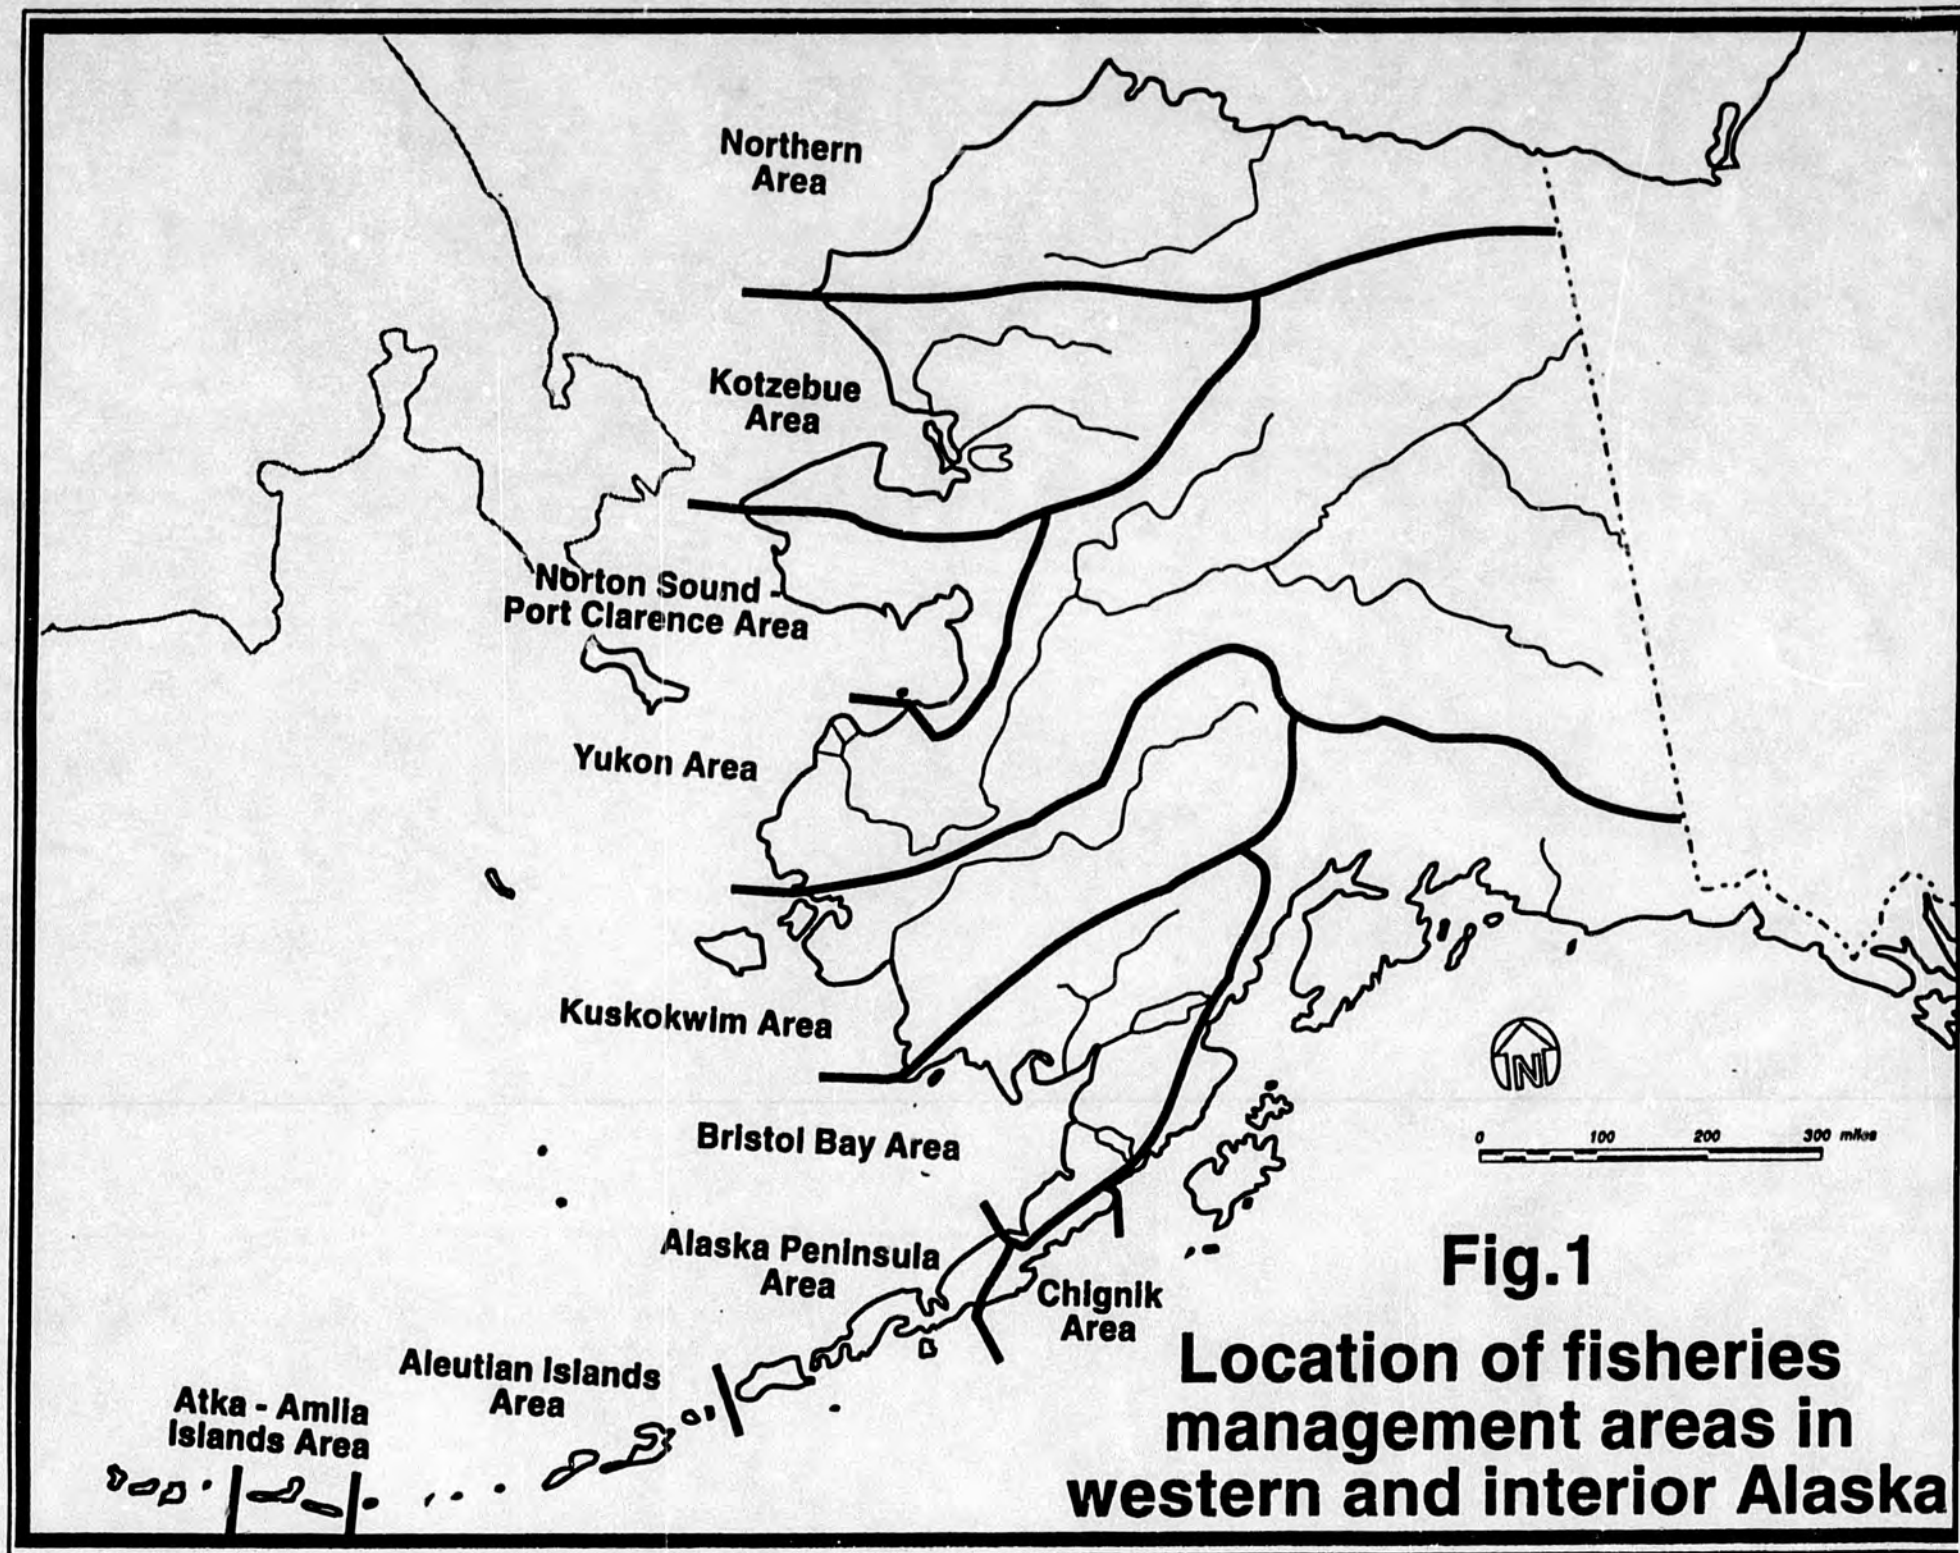 Northern
Area
Kotzebue
Area
Norton Sound -
Port Clarence Area
Yukon Area
Kuskokwim Area
Bristol Bay Area
Alaska Peninsula
Area
Chignik
Area
Aleutian Islands
Area
Atka - Amlia
Islands Area
N
0 100 200 300 miles
Fig.1
Location of fisheries
management areas in
western and interior Alaska